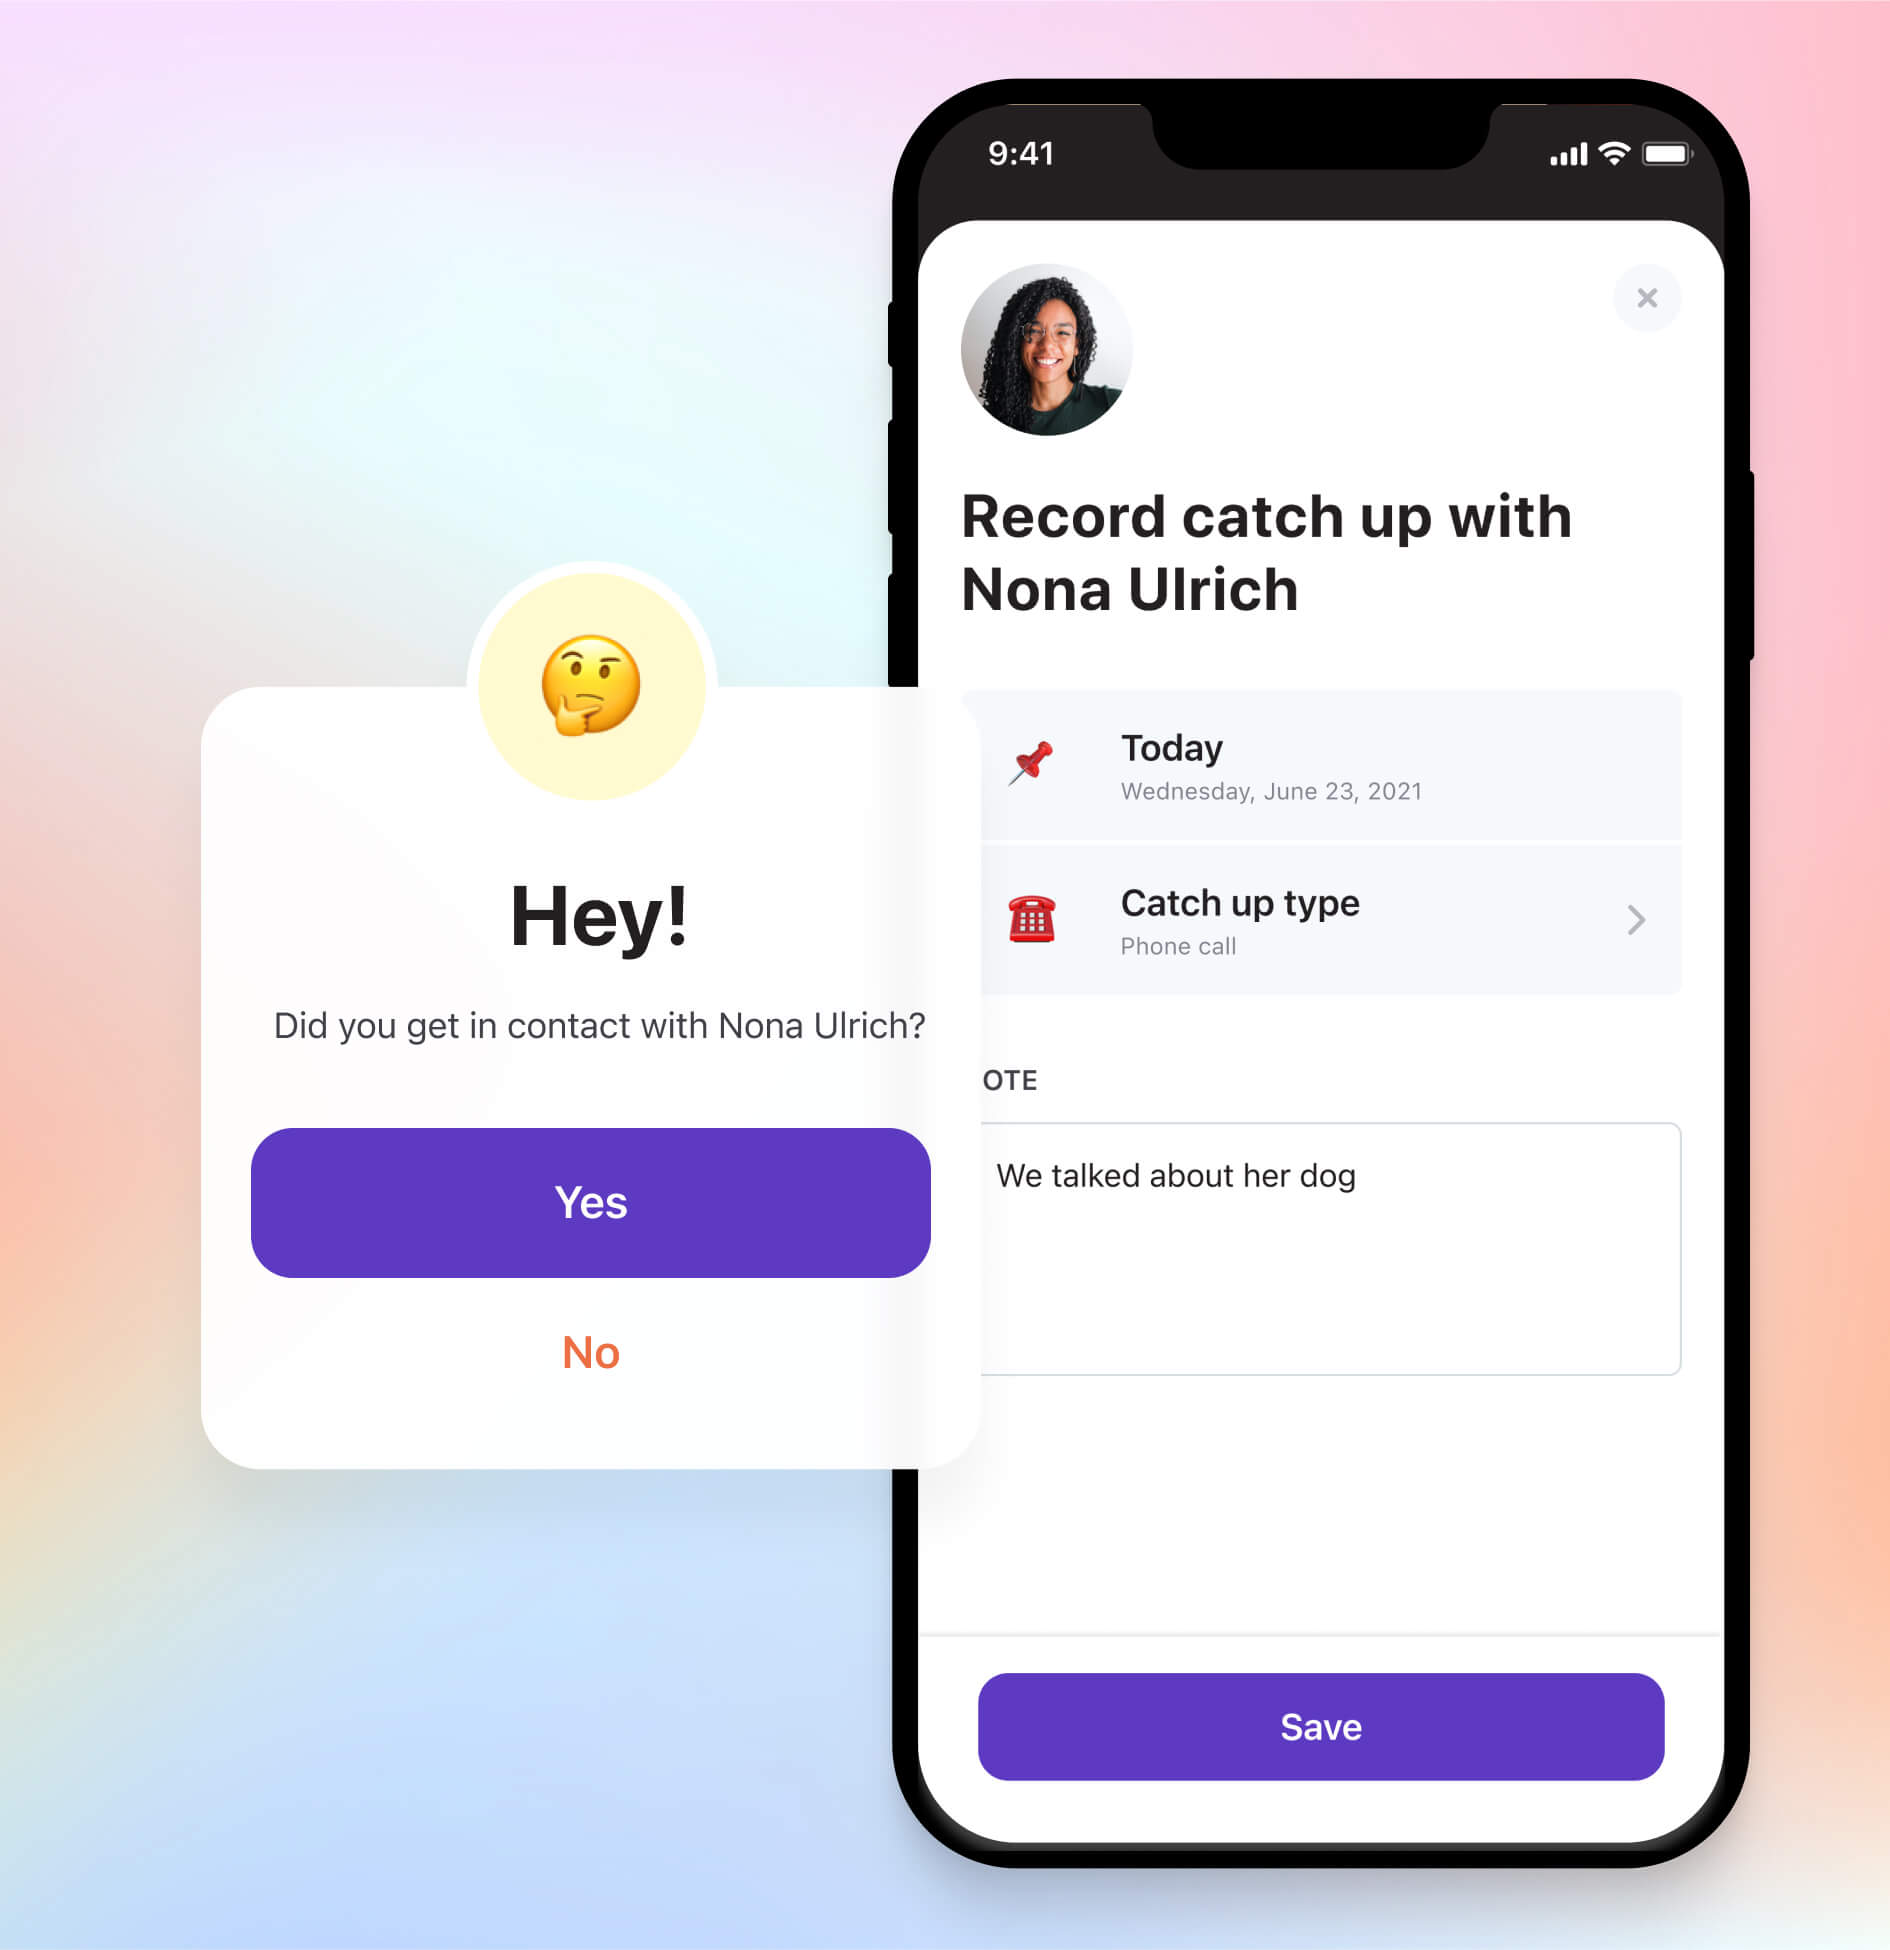 9:41
Record catch up with
Nona Ulrich
Today
Wednesday, June 23, 2021
Catch up type
Phone call
OTE
We talked about her dog
Save
Hey!
Did you get in contact with Nona Ulrich?
Yes
No